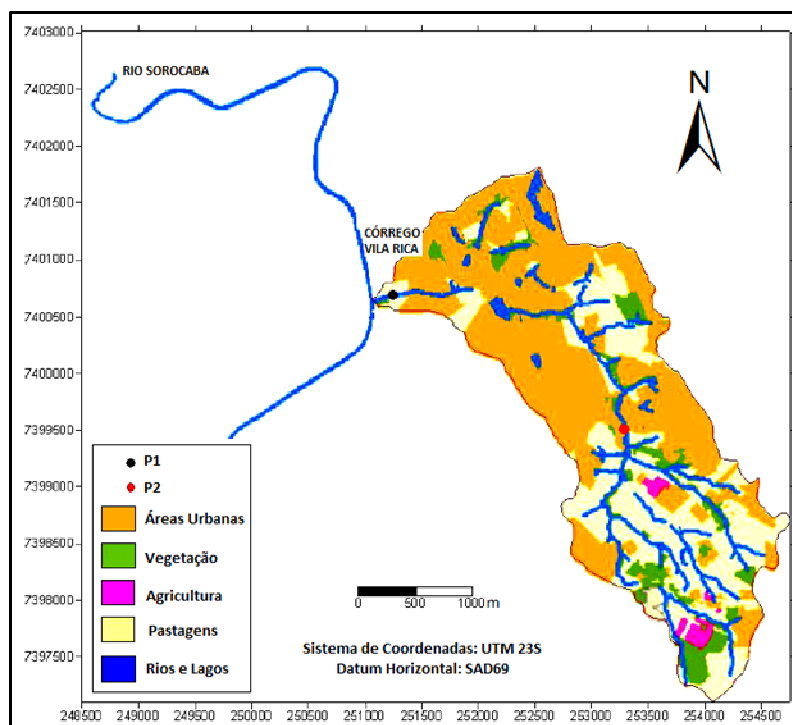 7403000
7402500
7402000
7401500
7401000
7400500
7400000
7399500
7399000
7398500
7398000
7397500
RIO SOROCABA
N
CÓRREGO
VILA RICA
P1
P2
Áreas Urbanas
Vegetação
Agricultura
Pastagens
Rios e Lagos
0 500 1000 m
Sistema de Coordenadas: UTM 23S
Datum Horizontal: SAD69
248500 249000 249500 250000 250500 251000 251500 252000 252500 253000 253500 254000 254500